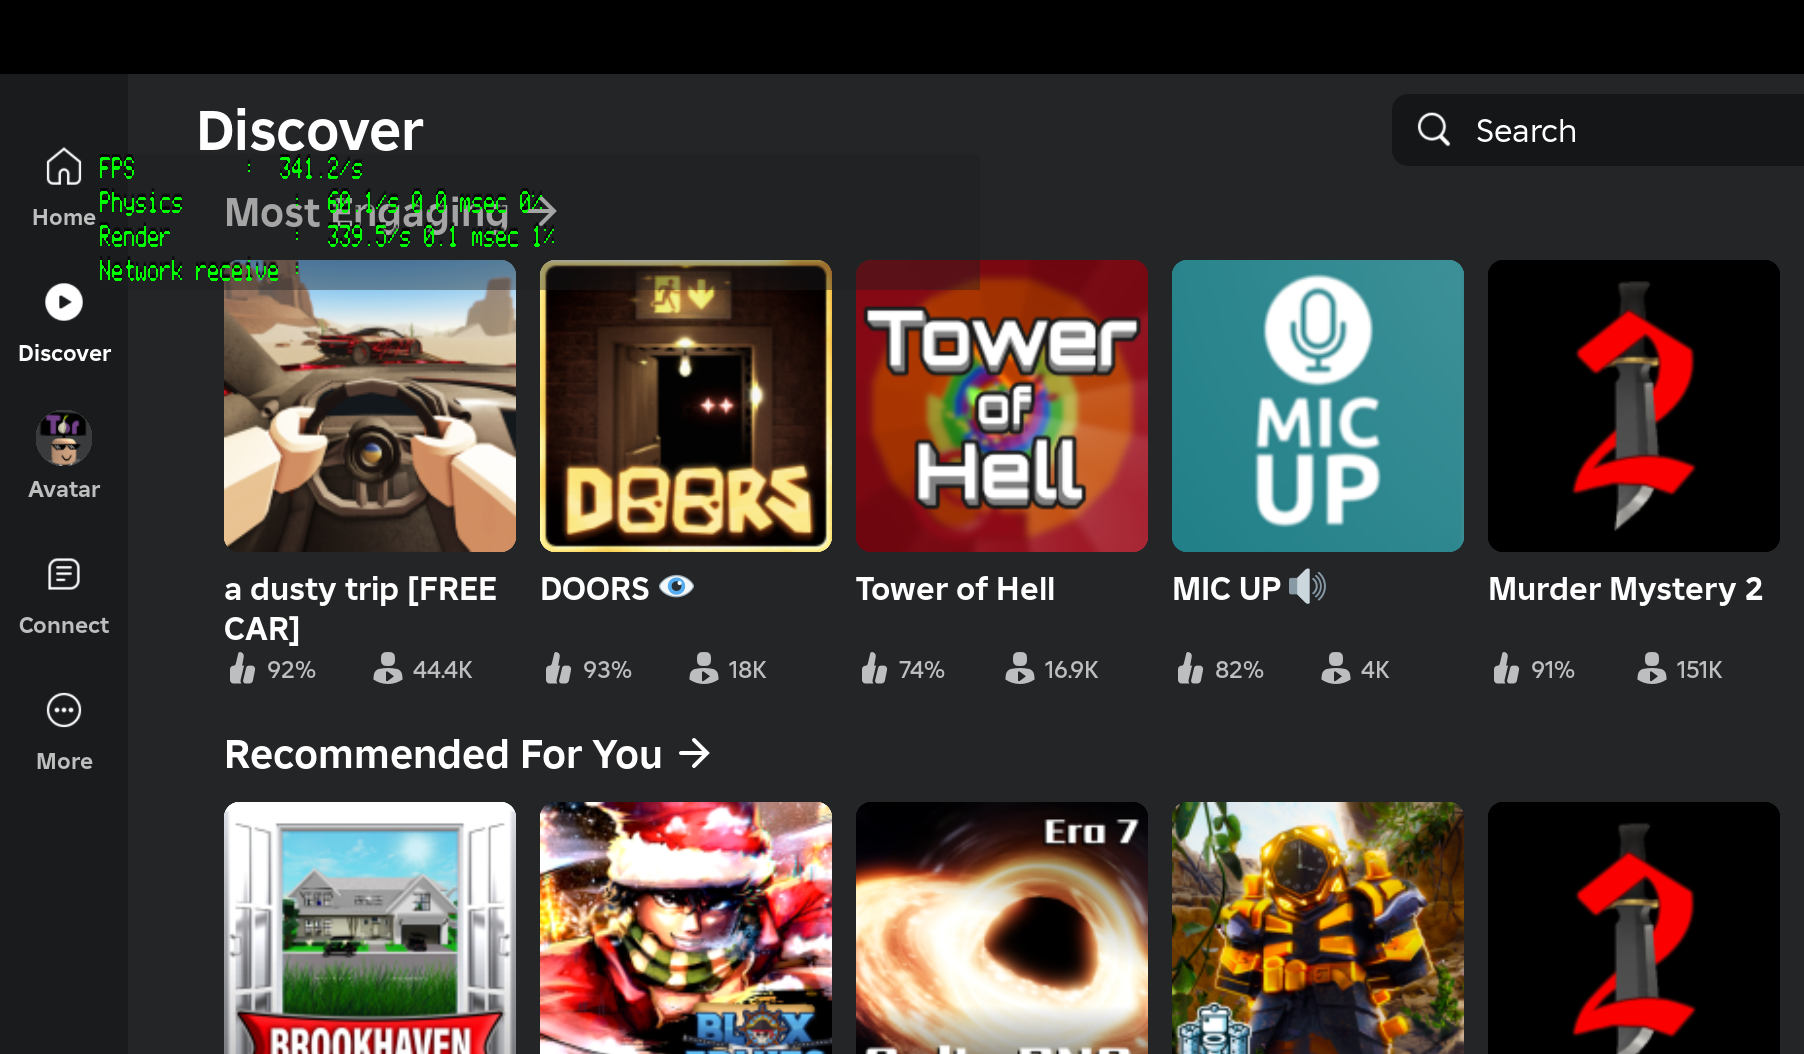 Discover
Search
FPS : 341.2/s
Home
Physics : 60.1/s 0.0 msec 0%
Most Engaging
Render : 339.5/s 0.1 msec 1%
Network receive :
Discover
Tower
of
Hell
MIC
UP
2
DOORS
Tor
Avatar
a dusty trip [FREE
CAR]
DOORS
Tower of Hell
MIC UP
Murder Mystery 2
Connect
92%
44.4K
93%
18K
74%
16.9K
82%
4K
91%
151K
More
Recommended For You
Era 7
2
BROOKHAVEN
BLOX